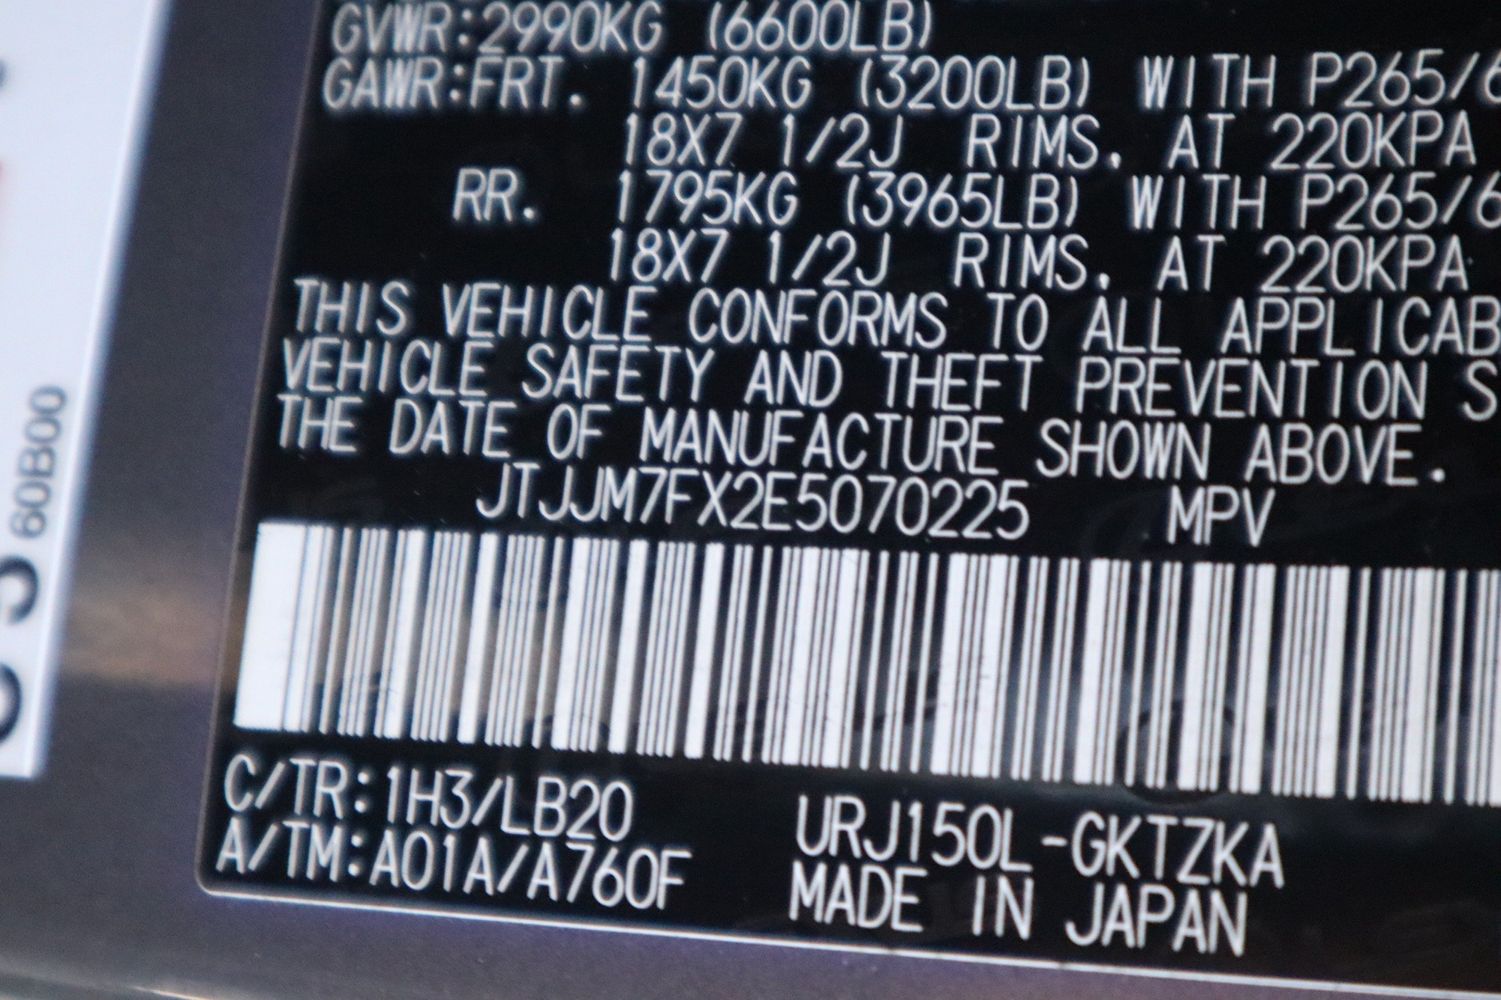 GVWR:2990KG (6600LB)
GAWR:FRT. 1450KG (3200LB) WITH P265/6
18X7 1/2J RIMS, AT 220KPA
RR. 1795KG (3965LB) WITH P265/6
18X7 1/2J RIMS, AT 220KPA
THIS VEHICLE CONFORMS TO ALL APPLICAB
VEHICLE SAFETY AND THEFT PREVENTION S
THE DATE OF MANUFACTURE SHOWN ABOVE.
JTJJM7FX2E5070225 MPV
C/TR:1H3/LB20
A/TM:A01A/A760F
URJ150L-GKTZKA
MADE IN JAPAN
60B00